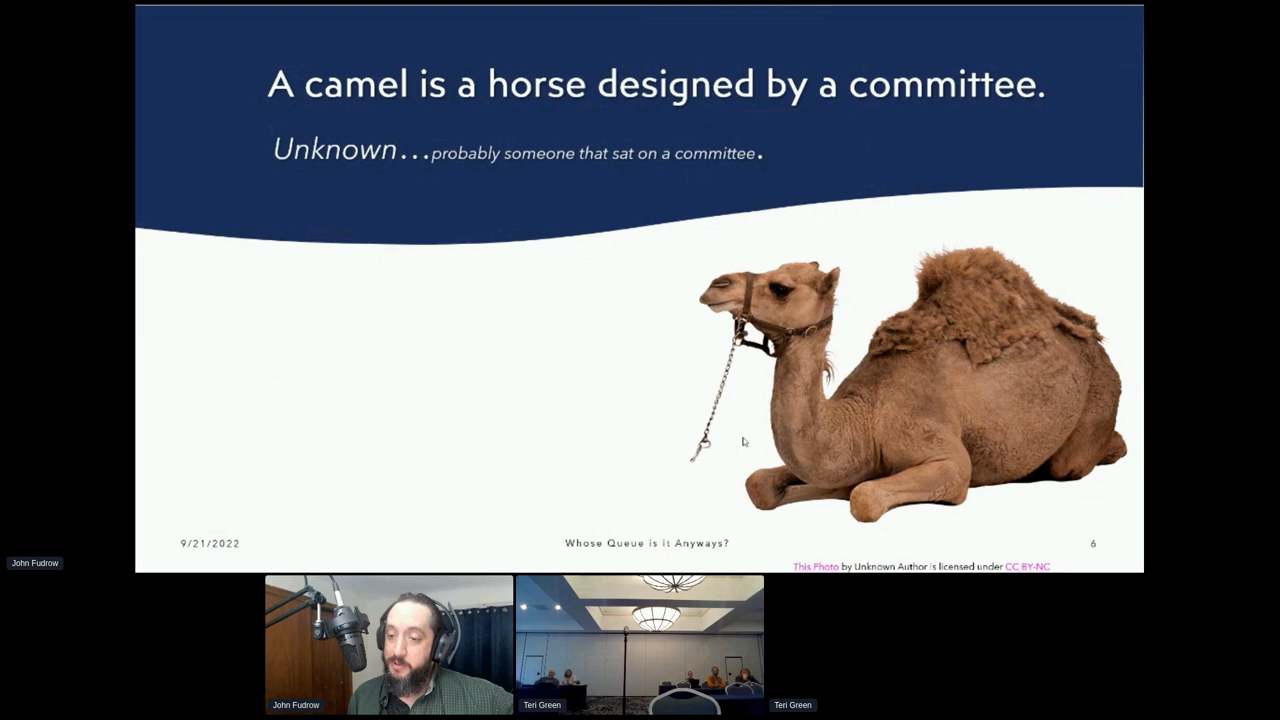 A camel is a horse designed by a committee.
Unknown...probably someone that sat on a committee.
9/21/2022
Whose Queue is it Anyways?
6
This Photo by Unknown Author is licensed under CC BY-NC
John Fudrow
John Fudrow
Teri Green
Teri Green